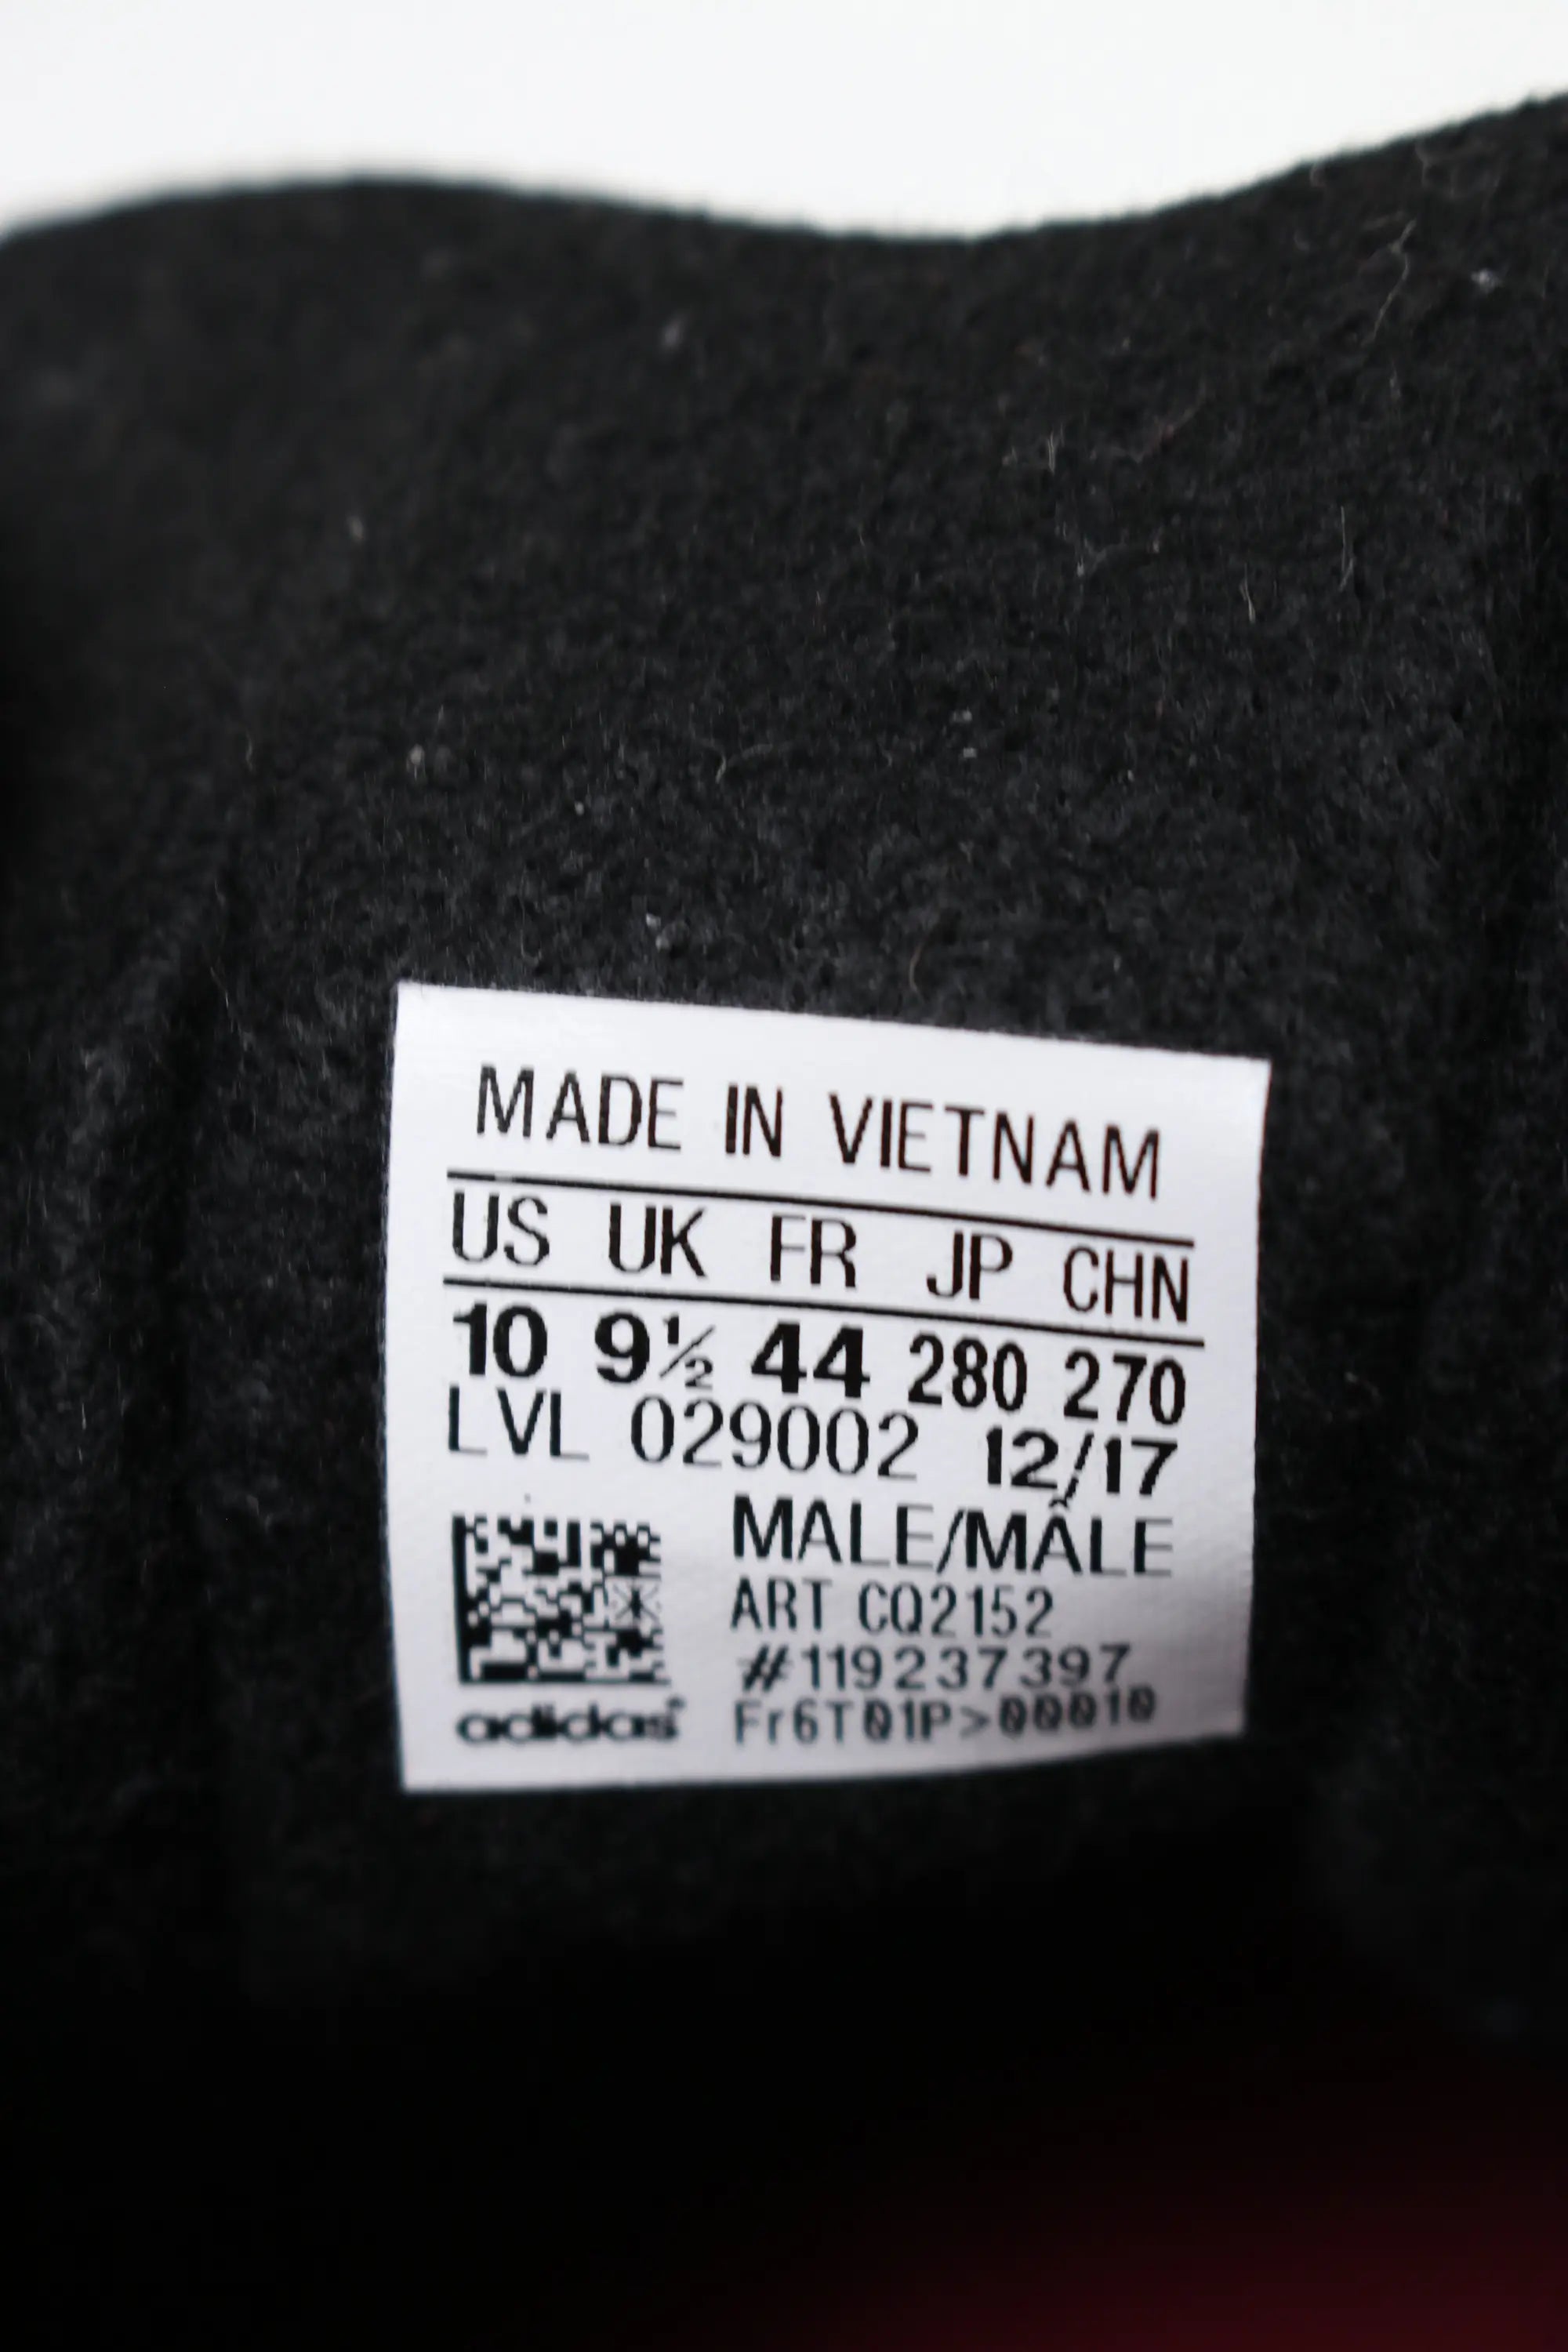 MADE IN VIETNAM
US UK FR JP CHN
10 9½ 44 280 270
LVL 029002 12/17
MALE/MÂLE
ART CQ2152
#119237397
adidas® Fr6T01P>00010